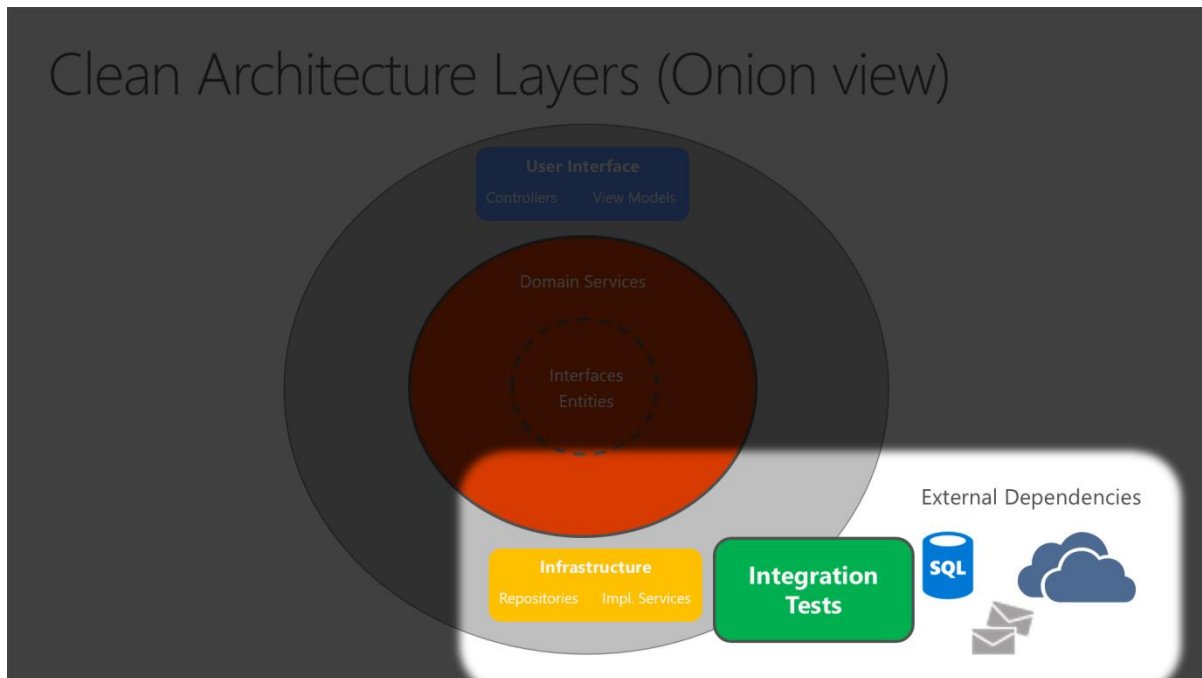 Clean Architecture Layers (Onion view)
User Interface
Controllers View Models
Domain Services
Interfaces
Entities
External Dependencies
Infrastructure
Repositories Impl. Services
Integration
Tests
SQL